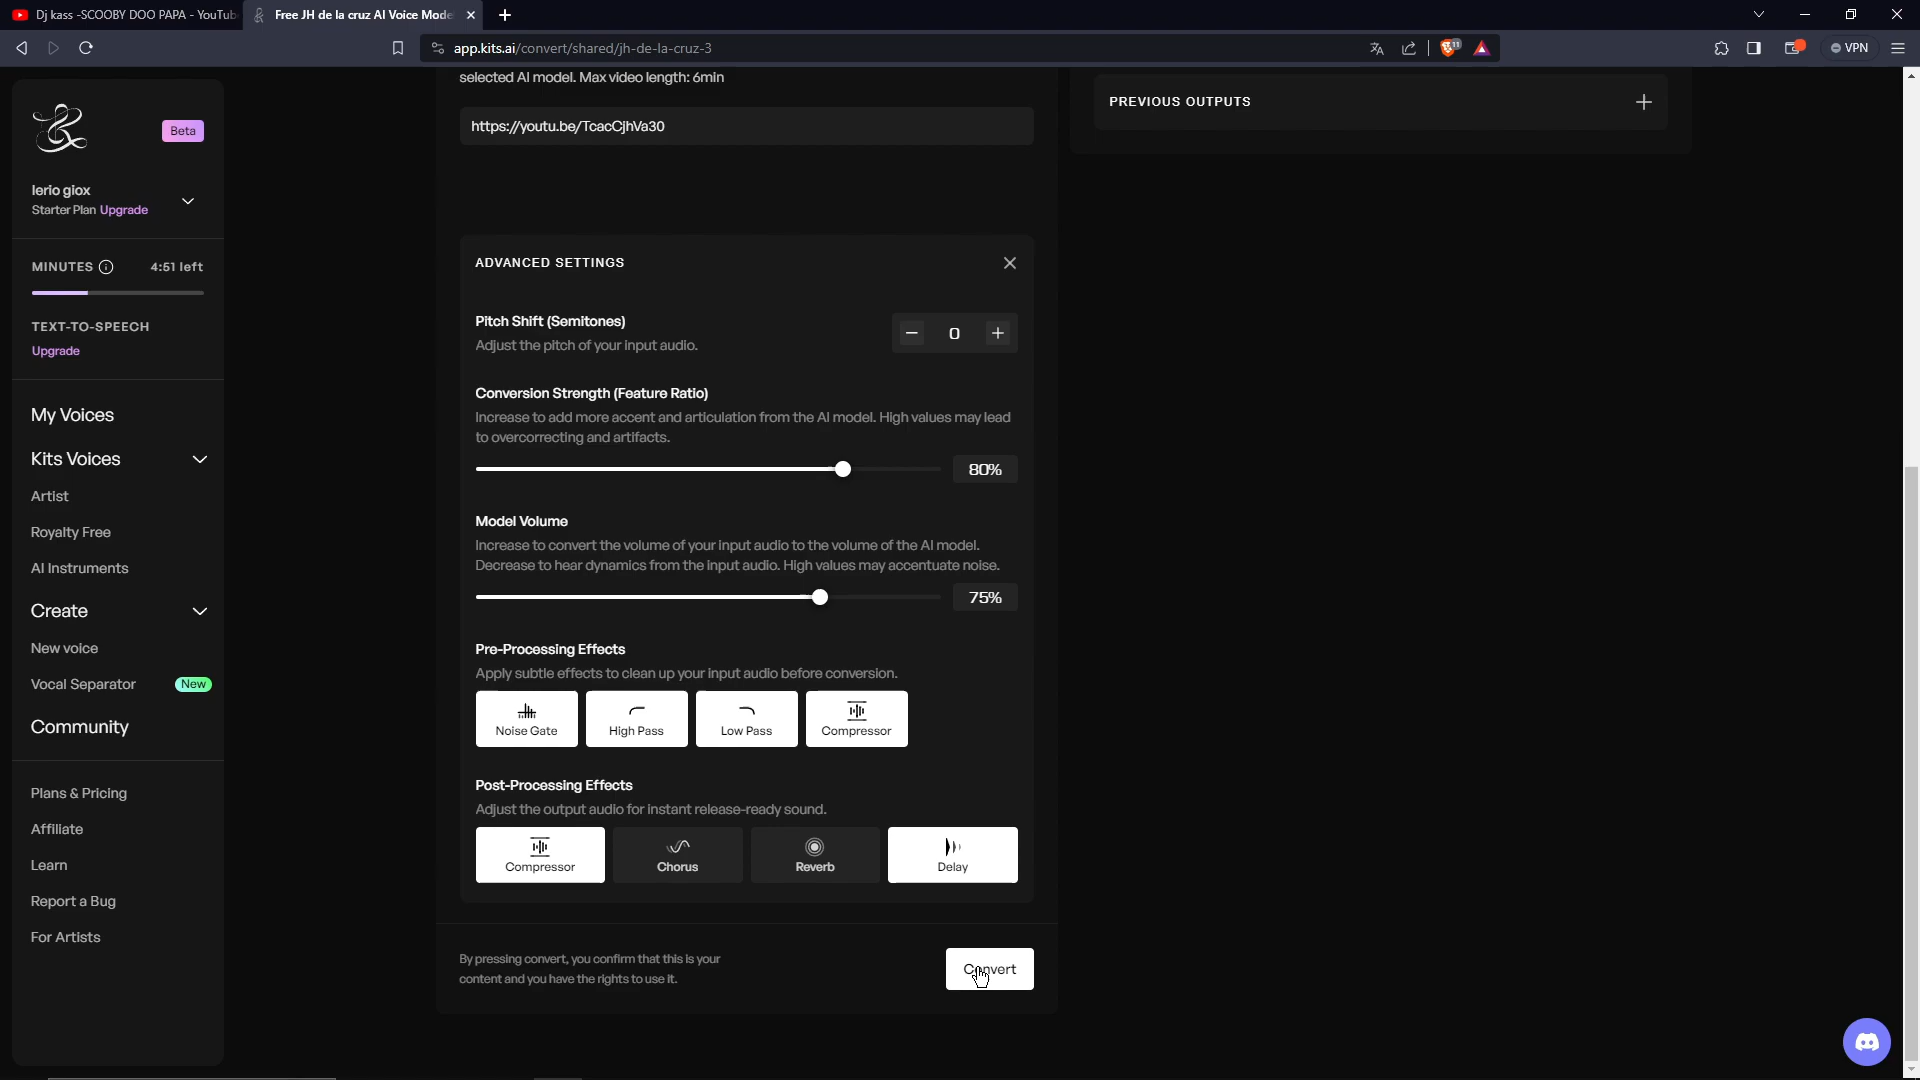 Dj kass -SCOOBY DOO PAPA - YouTub
Free JH de la cruz AI Voice Mode
app.kits.ai/convert/shared/jh-de-la-cruz-3
11
VPN
Beta
lerio giox
Starter Plan Upgrade
MINUTES
4:51 left
TEXT-TO-SPEECH
Upgrade
My Voices
Kits Voices
Artist
Royalty Free
AI Instruments
Create
New voice
Vocal Separator
New
Community
Plans & Pricing
Affiliate
Learn
Report a Bug
For Artists
selected AI model. Max video length: 6min
https://youtu.be/TcacCjhVa30
ADVANCED SETTINGS
Pitch Shift (Semitones)
Adjust the pitch of your input audio.
0
Conversion Strength (Feature Ratio)
Increase to add more accent and articulation from the AI model. High values may lead
to overcorrecting and artifacts.
80%
Model Volume
Increase to convert the volume of your input audio to the volume of the AI model.
Decrease to hear dynamics from the input audio. High values may accentuate noise.
75%
Pre-Processing Effects
Apply subtle effects to clean up your input audio before conversion.
Noise Gate
High Pass
Low Pass
Compressor
Post-Processing Effects
Adjust the output audio for instant release-ready sound.
Compressor
Chorus
Reverb
Delay
By pressing convert, you confirm that this is your
content and you have the rights to use it.
Convert
PREVIOUS OUTPUTS